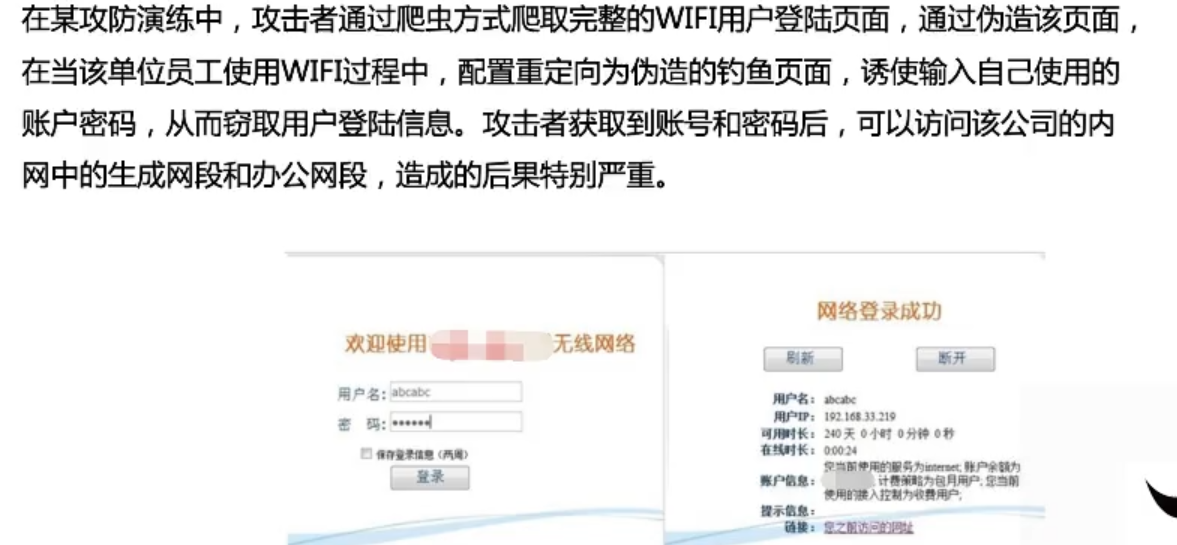 在某攻防演练中，攻击者通过爬虫方式爬取完整的WIFI用户登陆页面，通过伪造该页面，
在当该单位员工使用WIFI过程中，配置重定向为伪造的钓鱼页面，诱使输入自己使用的
账户密码，从而窃取用户登陆信息。攻击者获取到账号和密码后，可以访问该公司的内
网中的生成网段和办公网段，造成的后果特别严重。
欢迎使用 无线网络
用户名: abcabc
密 码: ••••••
保存登录信息（两周）
登录
网络登录成功
刷新 断开
用户名： abcabc
用户IP： 192.168.33.219
可用时长： 240 天 0 小时 0 分钟 0 秒
在线时长： 0:00:24
账户信息： 您当前使用的服务为internet; 账户余额为
, 计费策略为包月用户; 您当前
使用的接入控制为收费用户;
提示信息：
链接： 您之前访问的网址